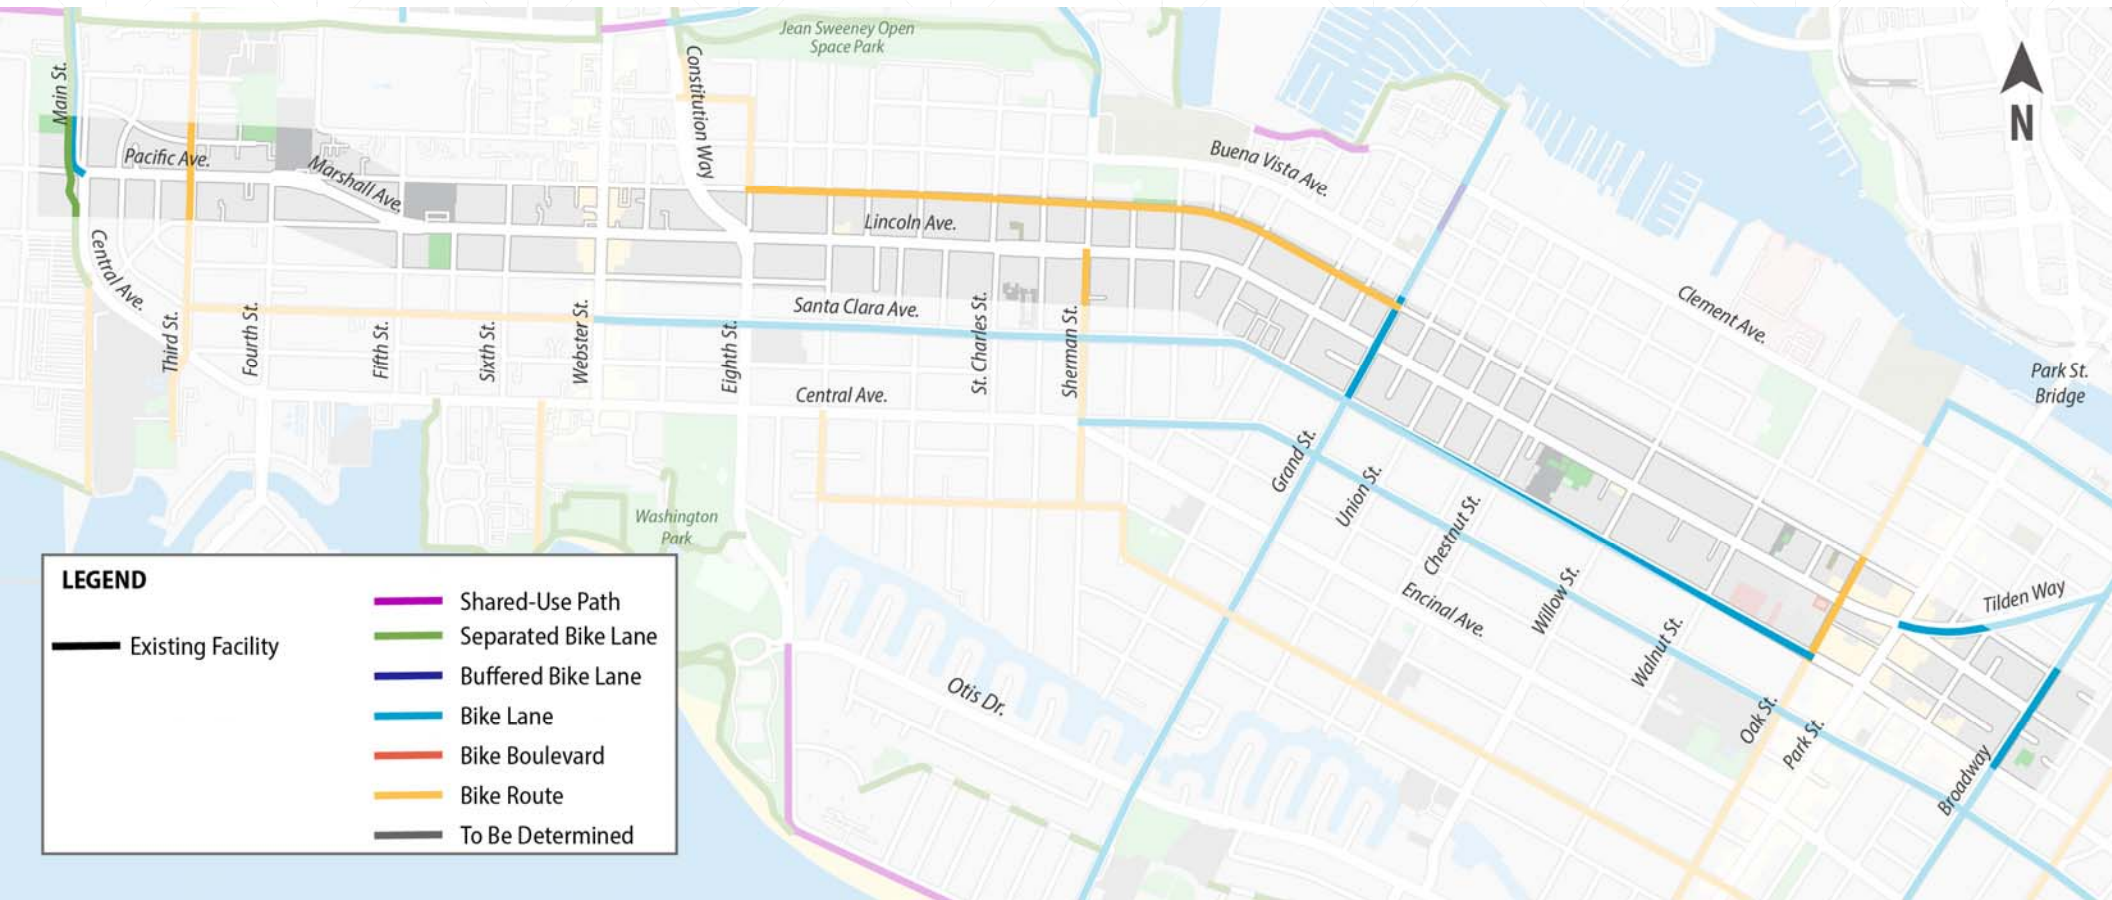 Jean Sweeney Open
Space Park
Main St.
Constitution Way
N
Pacific Ave.
Marshall Ave.
Buena Vista Ave.
Lincoln Ave.
Central Ave.
Santa Clara Ave.
Clement Ave.
Third St.
Fourth St.
Fifth St.
Sixth St.
Webster St.
Eighth St.
St. Charles St.
Sherman St.
Central Ave.
Park St.
Bridge
Grand St.
Union St.
Chestnut St.
Washington
Park
Encinal Ave.
Willow St.
Walnut St.
Tilden Way
Otis Dr.
Oak St.
Park St.
Broadway
LEGEND
Existing Facility
Shared-Use Path
Separated Bike Lane
Buffered Bike Lane
Bike Lane
Bike Boulevard
Bike Route
To Be Determined